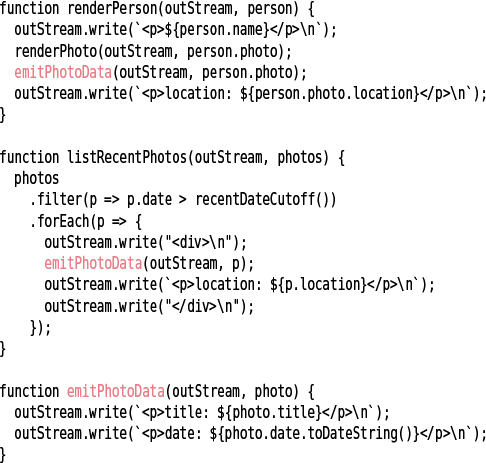 function renderPerson(outStream, person) {
  outStream.write(`<p>${person.name}</p>\n`);
  renderPhoto(outStream, person.photo);
  emitPhotoData(outStream, person.photo);
  outStream.write(`<p>location: ${person.photo.location}</p>\n`);
}

function listRecentPhotos(outStream, photos) {
  photos
    .filter(p => p.date > recentDateCutoff())
    .forEach(p => {
      outStream.write("<div>\n");
      emitPhotoData(outStream, p);
      outStream.write(`<p>location: ${p.location}</p>\n`);
      outStream.write("</div>\n");
    });
}

function emitPhotoData(outStream, photo) {
  outStream.write(`<p>title: ${photo.title}</p>\n`);
  outStream.write(`<p>date: ${photo.date.toDateString()}</p>\n`);
}